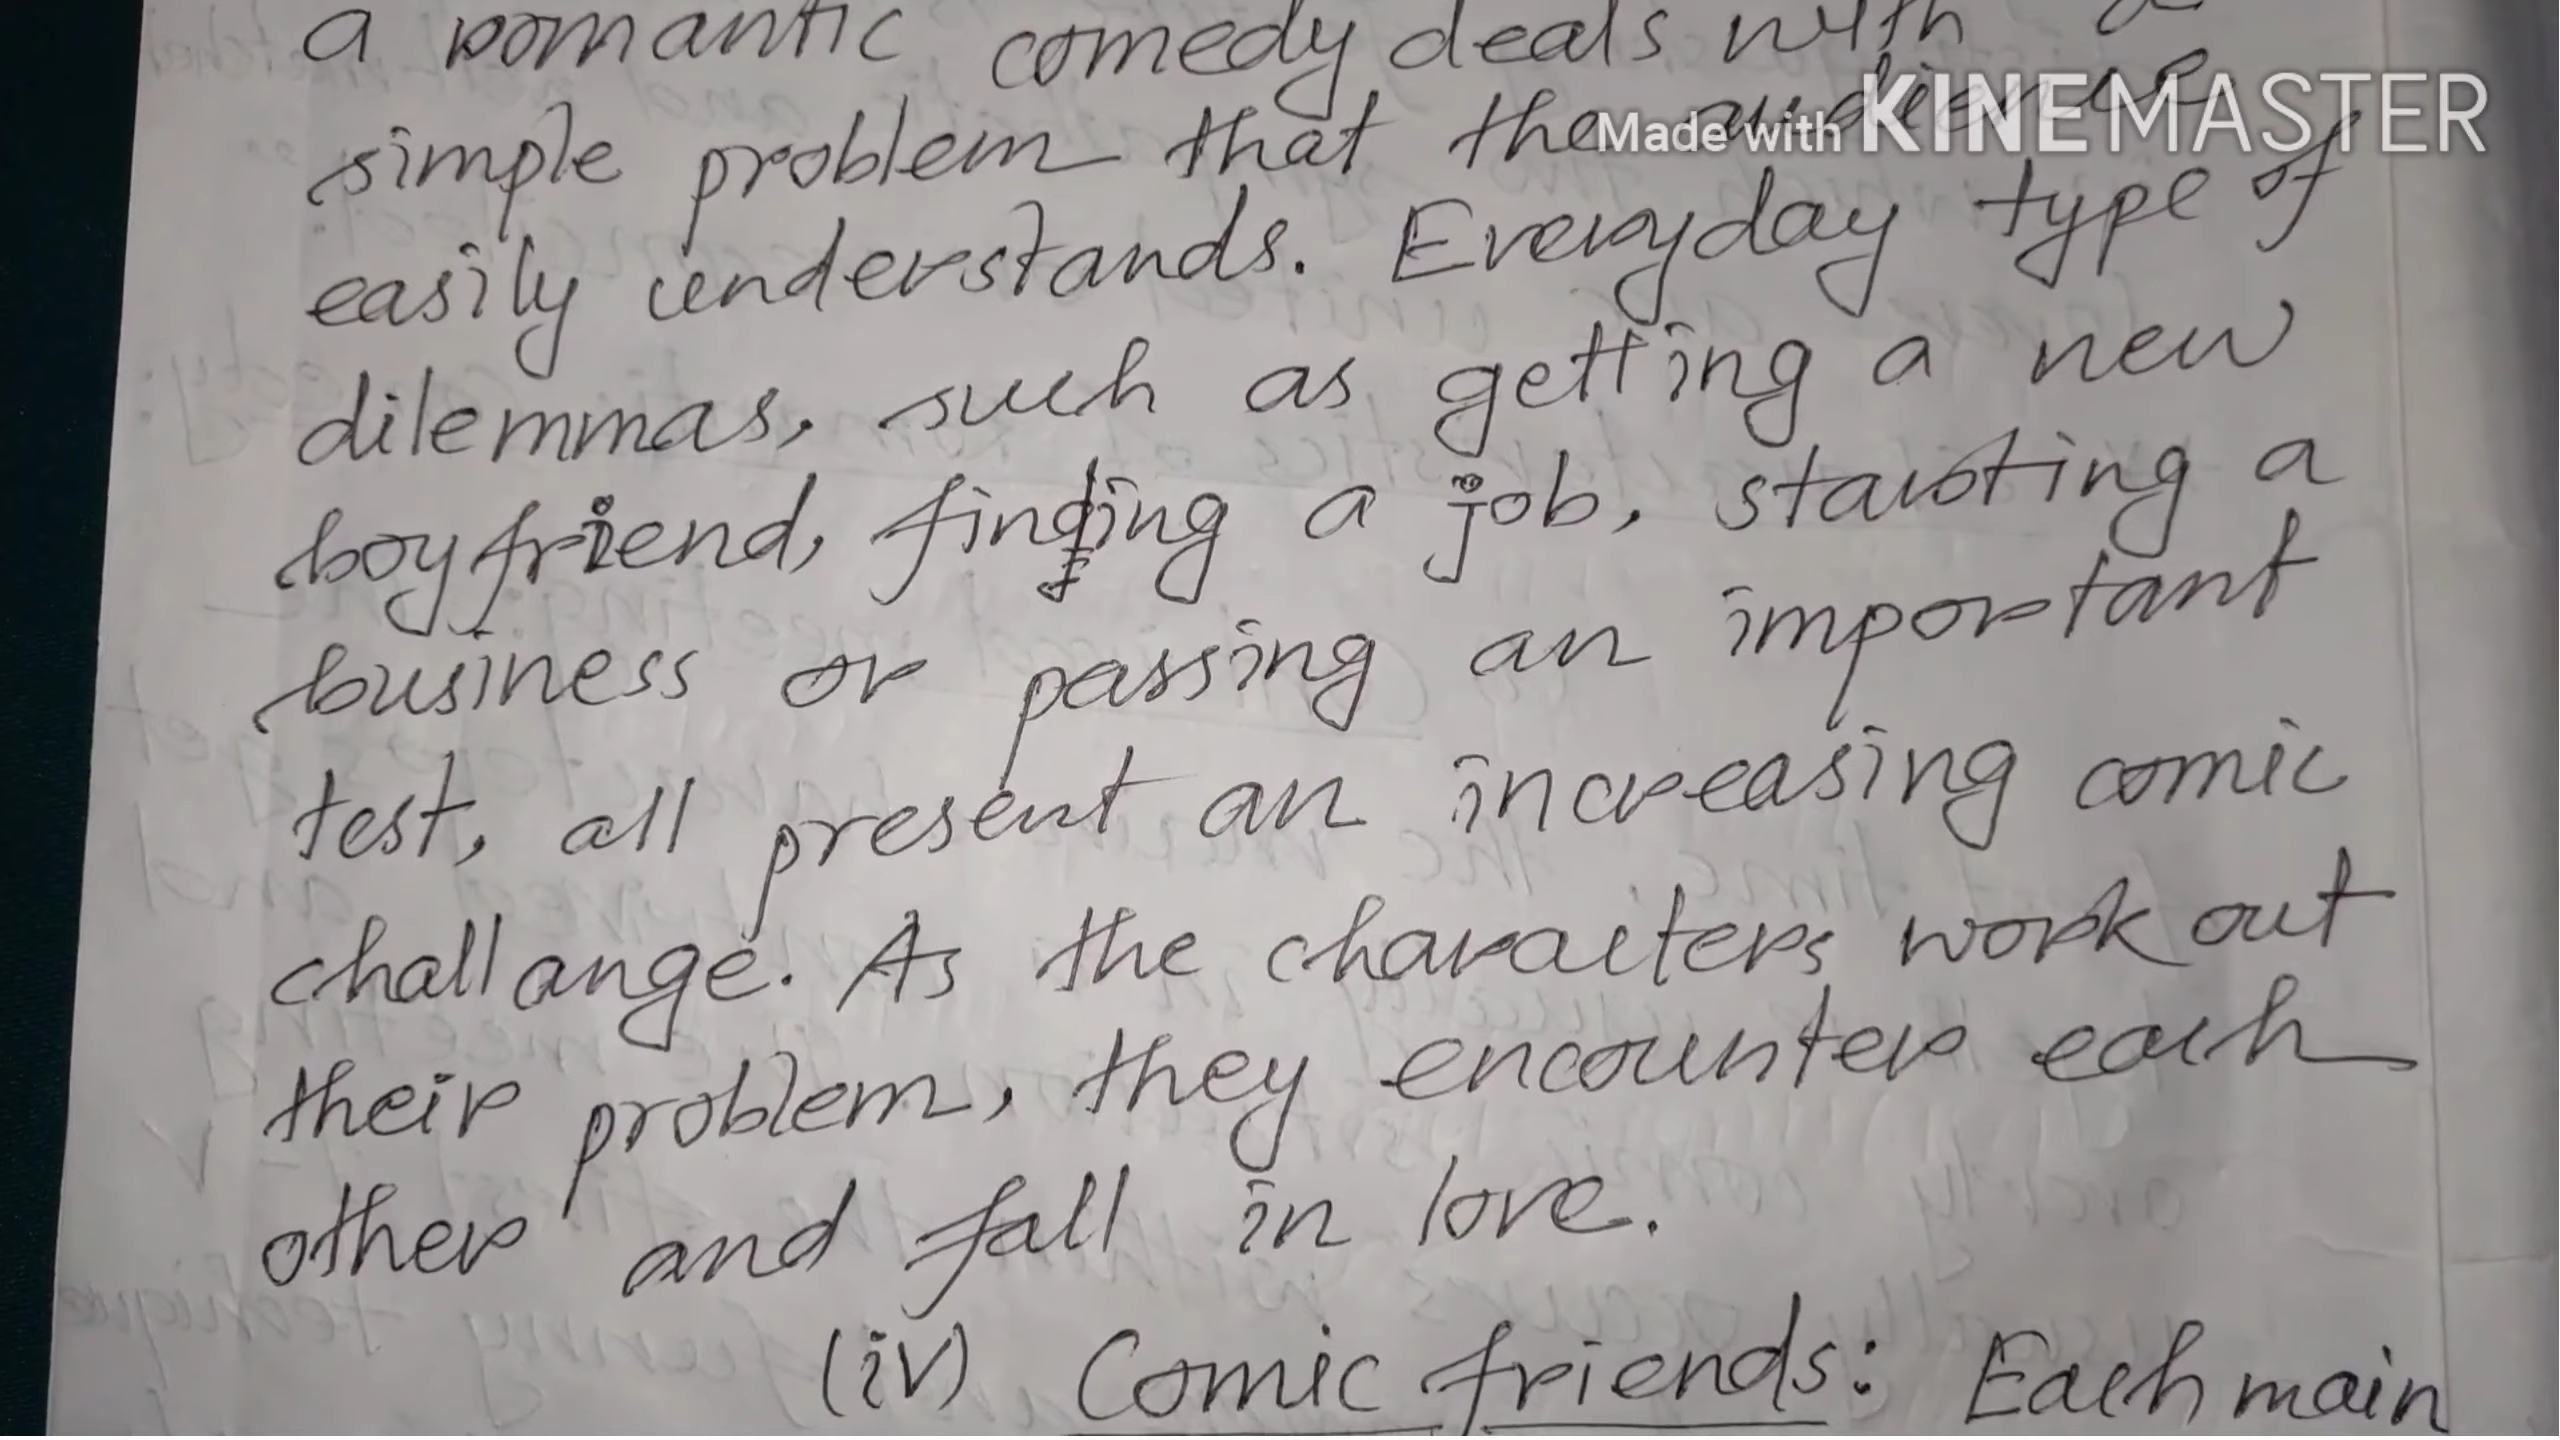 a romantic comedy deals with a
Made with KINEMASTER
simple problem that the audience
easily understands. Everyday type of
dilemmas, such as getting a new
boyfriend, finding a job, starting a
business or passing an important
test, all present an increasing comic
challange. As the characters work out
their problem, they encounter each
other and fall in love.
(iv) Comic friends: Each main